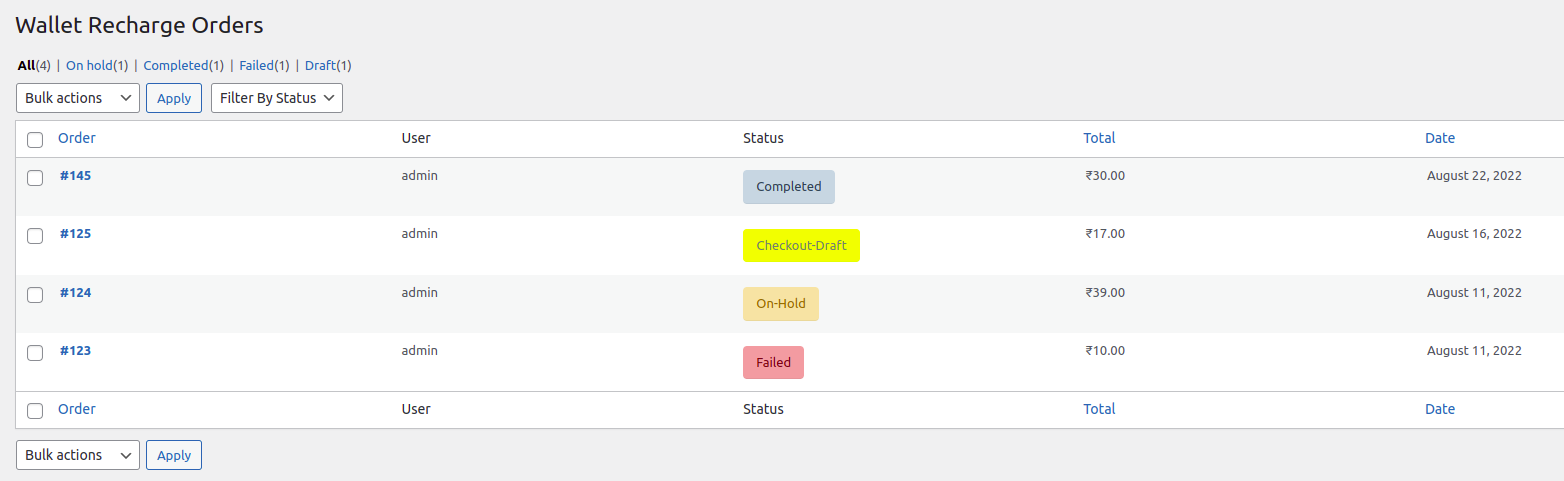 Wallet Recharge Orders
All(4) | On hold(1) | Completed(1) | Failed(1) | Draft(1)
Bulk actions Apply Filter By Status
Order User Status Total Date
#145 admin Completed ₹30.00 August 22, 2022
#125 admin Checkout-Draft ₹17.00 August 16, 2022
#124 admin On-Hold ₹39.00 August 11, 2022
#123 admin Failed ₹10.00 August 11, 2022
Order User Status Total Date
Bulk actions Apply